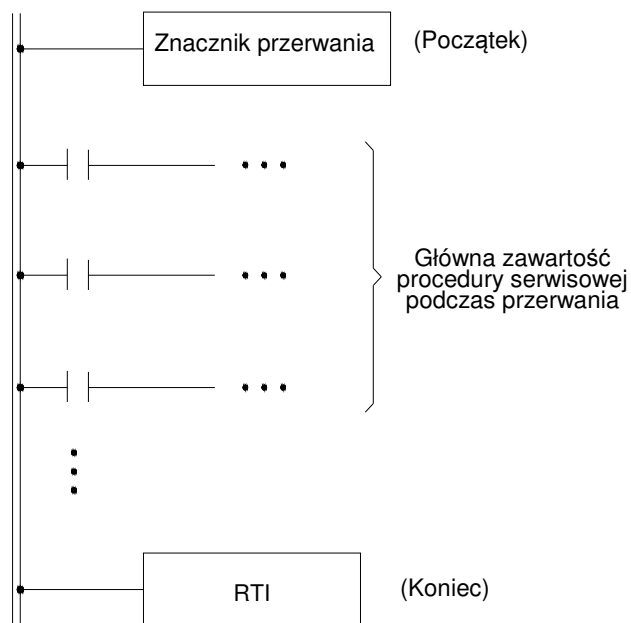 Znacznik przerwania (Początek)
Główna zawartość
procedury serwisowej
podczas przerwania
RTI (Koniec)